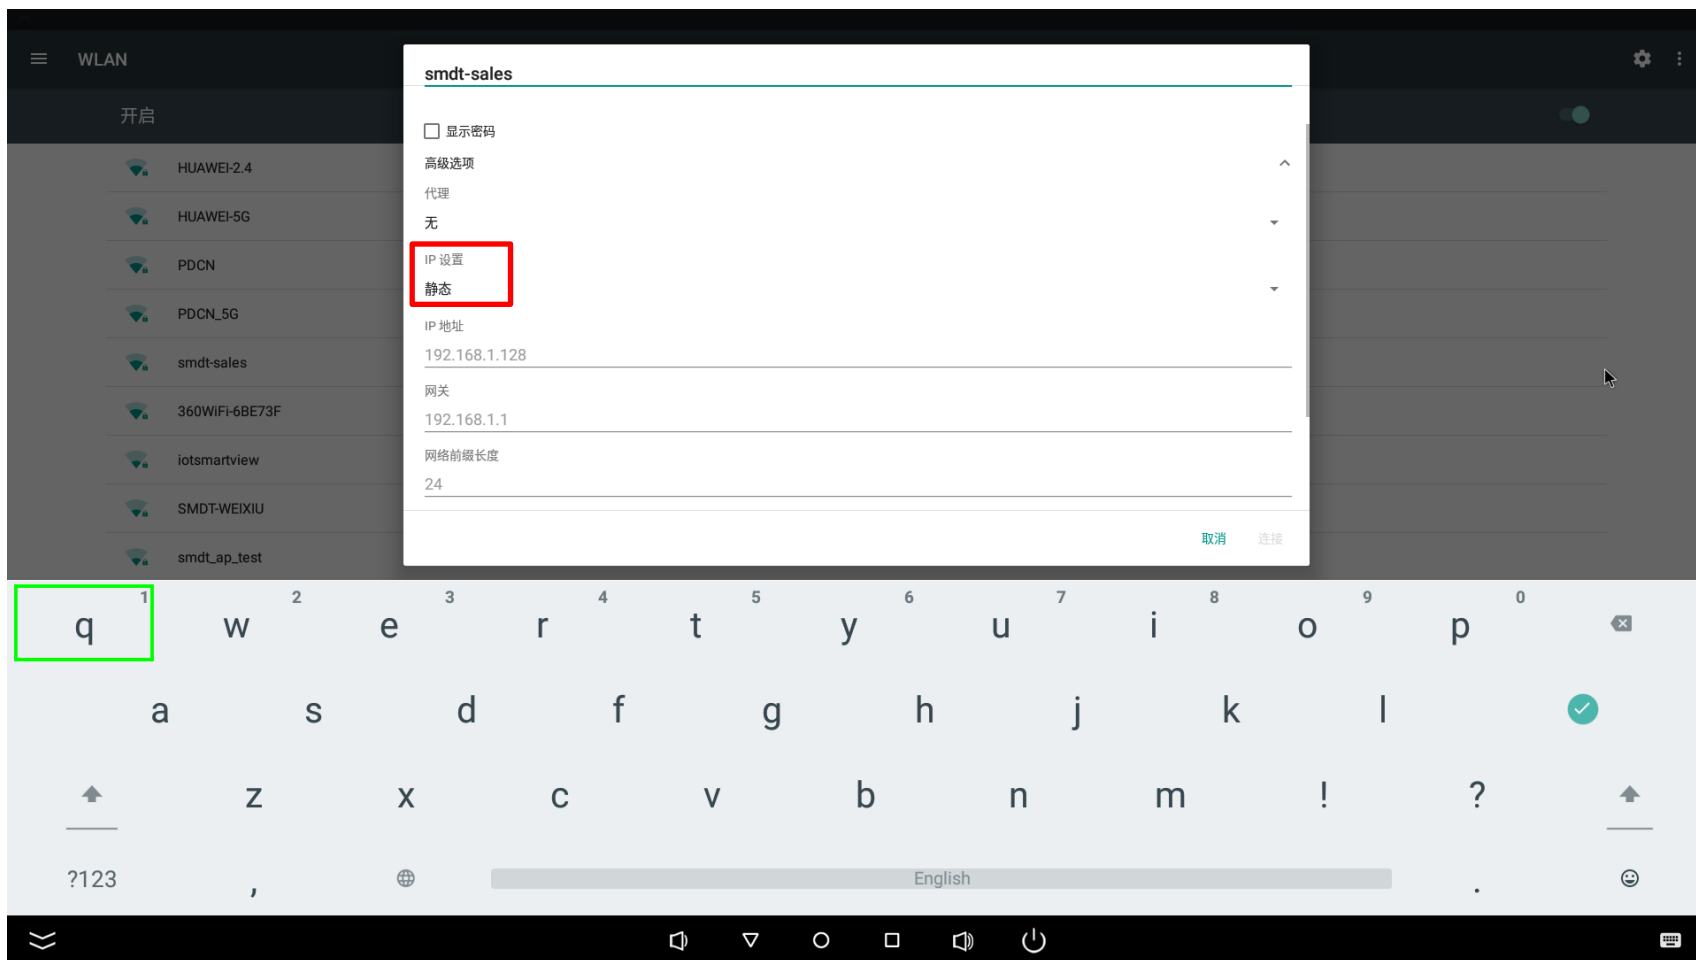 WLAN
开启
HUAWEI-2.4
HUAWEI-5G
PDCN
PDCN_5G
smdt-sales
360WiFi-6BE73F
iotsmartview
SMDT-WEIXIU
smdt_ap_test
smdt-sales
显示密码
高级选项
代理
无
IP 设置
静态
IP 地址
192.168.1.128
网关
192.168.1.1
网络前缀长度
24
取消 连接
1 2 3 4 5 6 7 8 9 0
q w e r t y u i o p
a s d f g h j k l
z x c v b n m ! ?
?123 , English .